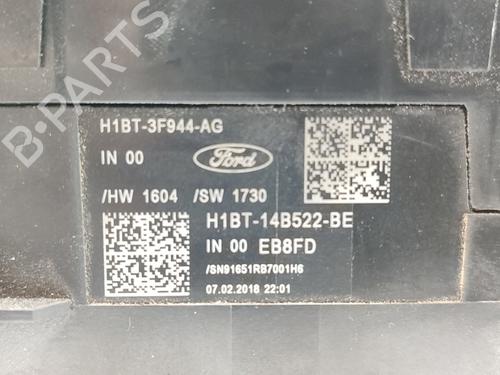 H1BT-3F944-AG
IN 00
Ford
/HW 1604 /SW 1730
H1BT-14B522-BE
IN 00 EB8FD
/SN91651RB7001H6
07.02.2018 22:01
B-PARTS